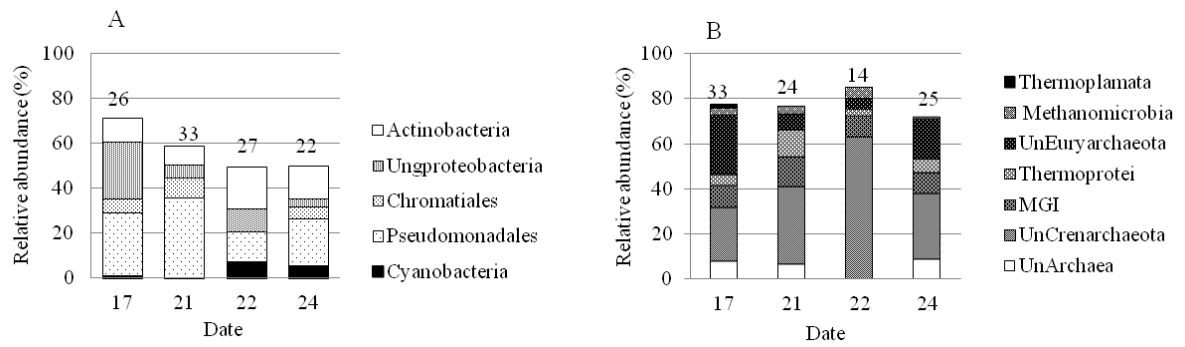 A
Relative abundance (%)
100
80
60
40
20
0
26
33
27
22
17
21
22
24
Date
Actinobacteria
Ungproteobacteria
Chromatiales
Pseudomonadales
Cyanobacteria
B
Relative abundance (%)
100
80
60
40
20
0
33
24
14
25
17
21
22
24
Date
Thermoplamata
Methanomicrobia
UnEuryarchaeota
Thermoprotei
MGI
UnCrenarchaeota
UnArchaea